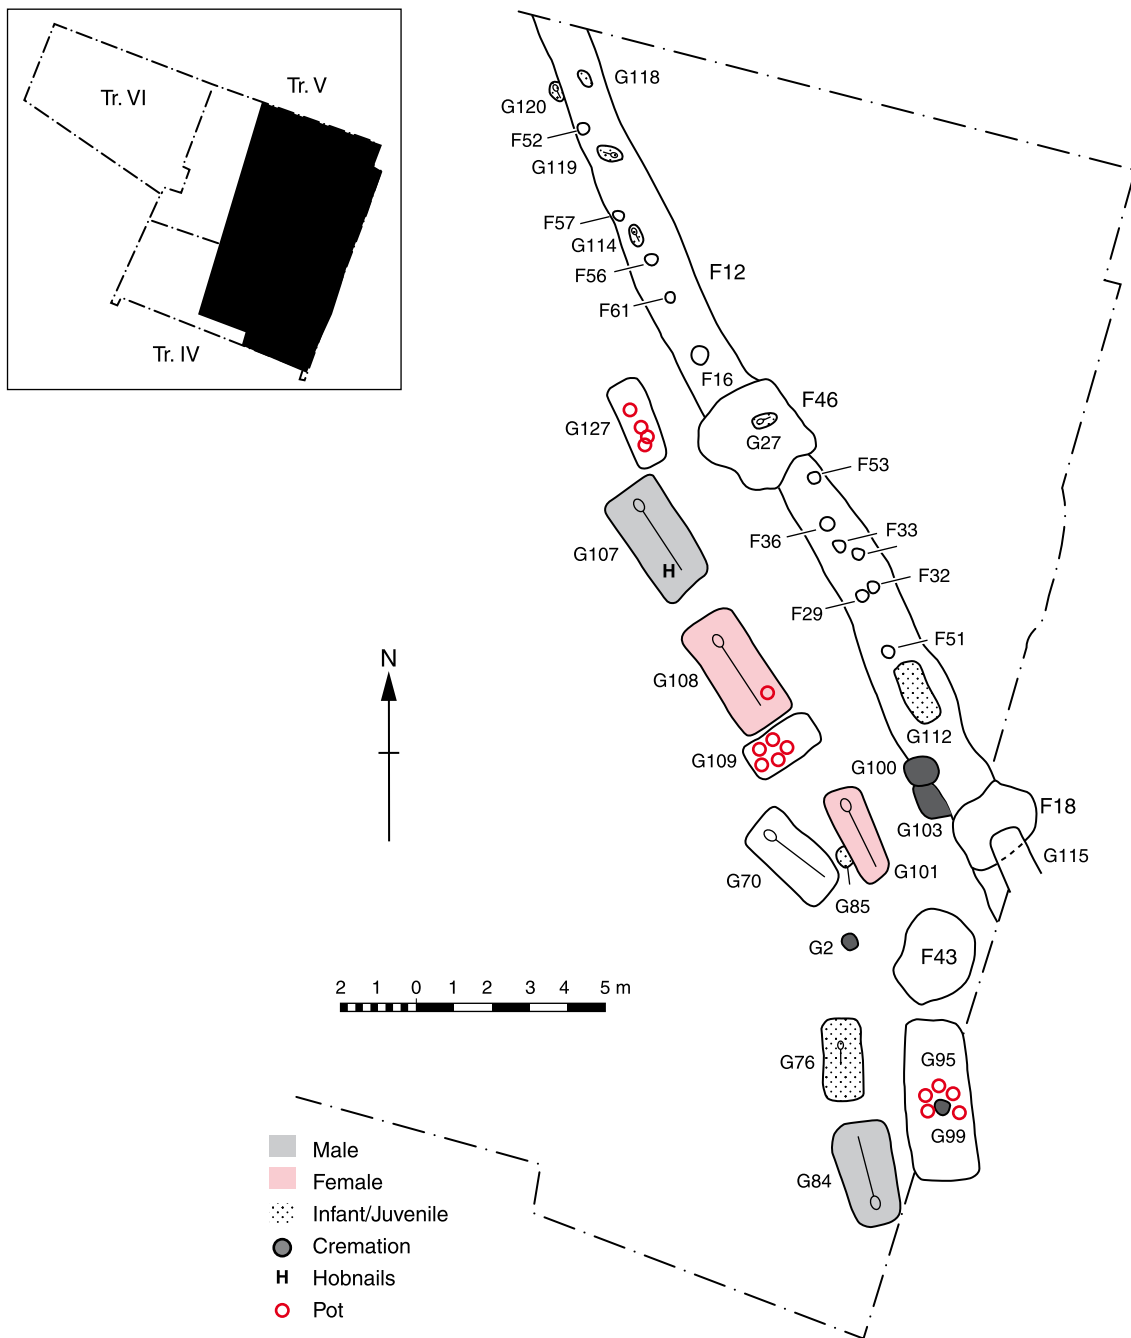 Tr. V
Tr. VI
Tr. IV
G118
G120
F52
G119
F57
G114
F56
F12
F61
F16
F46
G127
G27
F53
F36
F33
G107
H
F32
F29
F51
G108
G112
G109
G100
G103
F18
G115
G70
G101
G85
G2
F43
N
2 1 0 1 2 3 4 5 m
G76
G95
G99
G84
Male
Female
Infant/Juvenile
Cremation
H Hobnails
Pot